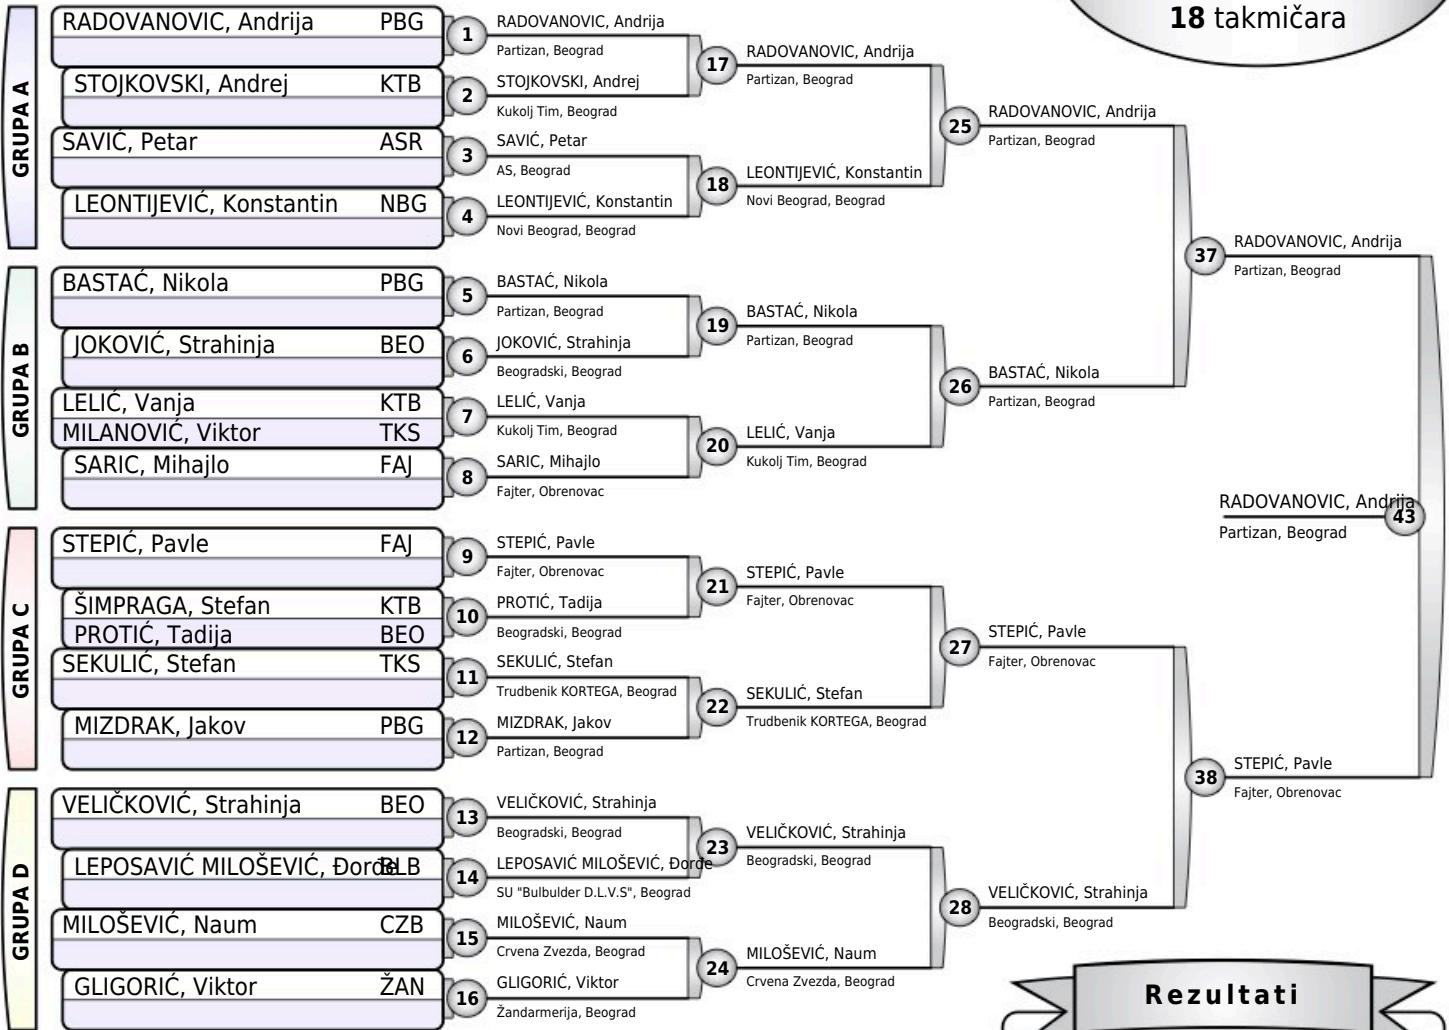 18 takmičara
GRUPA A
RADOVANOVIC, Andrija PBG
STOJKOVSKI, Andrej KTB
SAVIĆ, Petar ASR
LEONTIJEVIĆ, Konstantin NBG
GRUPA B
BASTAĆ, Nikola PBG
JOKOVIĆ, Strahinja BEO
LELIĆ, Vanja KTB
MILANOVIĆ, Viktor TKS
SARIC, Mihajlo FAJ
GRUPA C
STEPIĆ, Pavle FAJ
ŠIMPRAGA, Stefan KTB
PROTIĆ, Tadija BEO
SEKULIĆ, Stefan TKS
MIZDRAK, Jakov PBG
GRUPA D
VELIČKOVIĆ, Strahinja BEO
LEPOSAVIĆ MILOŠEVIĆ, Đorđe BLB
MILOŠEVIĆ, Naum CZB
GLIGORIĆ, Viktor ŽAN
1 RADOVANOVIC, Andrija
Partizan, Beograd
2 STOJKOVSKI, Andrej
Kukolj Tim, Beograd
3 SAVIĆ, Petar
AS, Beograd
4 LEONTIJEVIĆ, Konstantin
Novi Beograd, Beograd
5 BASTAĆ, Nikola
Partizan, Beograd
6 JOKOVIĆ, Strahinja
Beogradski, Beograd
7 LELIĆ, Vanja
Kukolj Tim, Beograd
8 SARIC, Mihajlo
Fajter, Obrenovac
9 STEPIĆ, Pavle
Fajter, Obrenovac
10 PROTIĆ, Tadija
Beogradski, Beograd
11 SEKULIĆ, Stefan
Trudbenik KORTEGA, Beograd
12 MIZDRAK, Jakov
Partizan, Beograd
13 VELIČKOVIĆ, Strahinja
Beogradski, Beograd
14 LEPOSAVIĆ MILOŠEVIĆ, Đorđe
SU "Bulbulder D.L.V.S", Beograd
15 MILOŠEVIĆ, Naum
Crvena Zvezda, Beograd
16 GLIGORIĆ, Viktor
Žandarmerija, Beograd
17 RADOVANOVIC, Andrija
Partizan, Beograd
18 LEONTIJEVIĆ, Konstantin
Novi Beograd, Beograd
19 BASTAĆ, Nikola
Partizan, Beograd
20 LELIĆ, Vanja
Kukolj Tim, Beograd
21 STEPIĆ, Pavle
Fajter, Obrenovac
22 SEKULIĆ, Stefan
Trudbenik KORTEGA, Beograd
23 VELIČKOVIĆ, Strahinja
Beogradski, Beograd
24 MILOŠEVIĆ, Naum
Crvena Zvezda, Beograd
25 RADOVANOVIC, Andrija
Partizan, Beograd
26 BASTAĆ, Nikola
Partizan, Beograd
27 STEPIĆ, Pavle
Fajter, Obrenovac
28 VELIČKOVIĆ, Strahinja
Beogradski, Beograd
37 RADOVANOVIC, Andrija
Partizan, Beograd
38 STEPIĆ, Pavle
Fajter, Obrenovac
RADOVANOVIC, Andrija 43
Partizan, Beograd
Rezultati